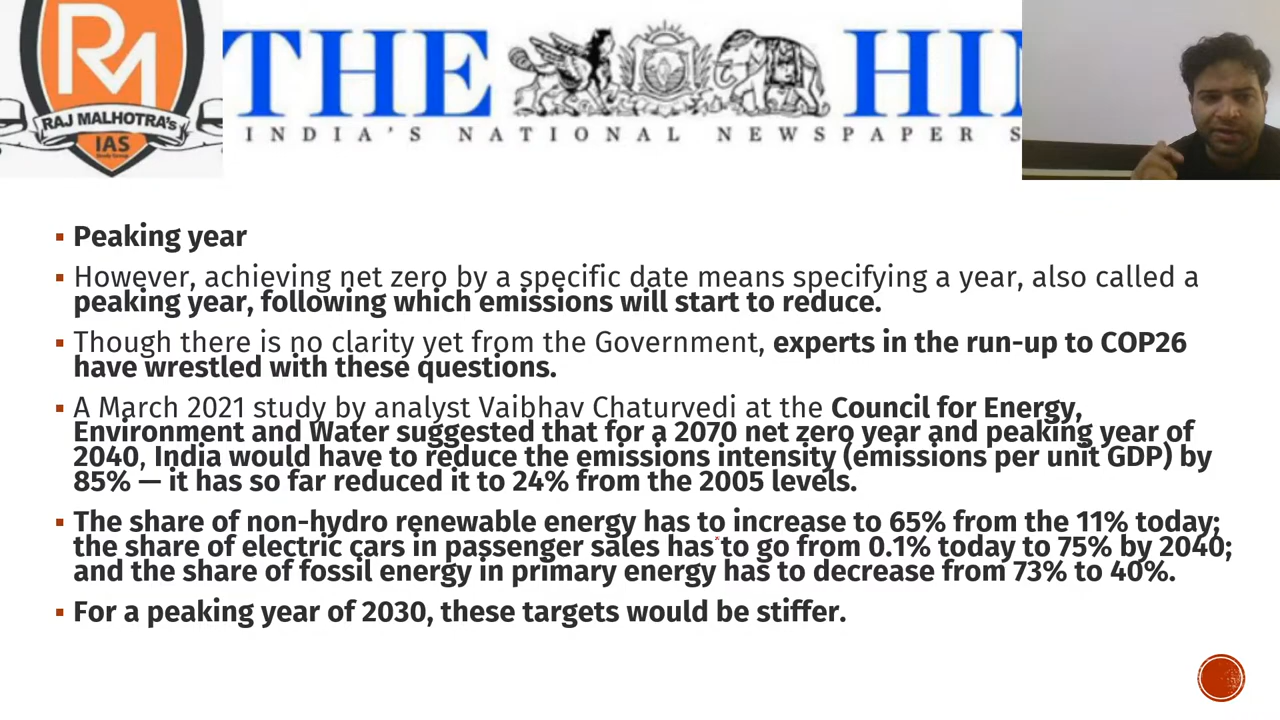 RM
RAJ MALHOTRA'S
IAS
Study Group
THE HI
INDIA'S NATIONAL NEWSPAPER S
Peaking year
However, achieving net zero by a specific date means specifying a year, also called a
peaking year, following which emissions will start to reduce.
Though there is no clarity yet from the Government, experts in the run-up to COP26
have wrestled with these questions.
A March 2021 study by analyst Vaibhav Chaturvedi at the Council for Energy,
Environment and Water suggested that for a 2070 net zero year and peaking year of
2040, India would have to reduce the emissions intensity (emissions per unit GDP) by
85% — it has so far reduced it to 24% from the 2005 levels.
The share of non-hydro renewable energy has to increase to 65% from the 11% today;
the share of electric cars in passenger sales has to go from 0.1% today to 75% by 2040;
and the share of fossil energy in primary energy has to decrease from 73% to 40%.
For a peaking year of 2030, these targets would be stiffer.